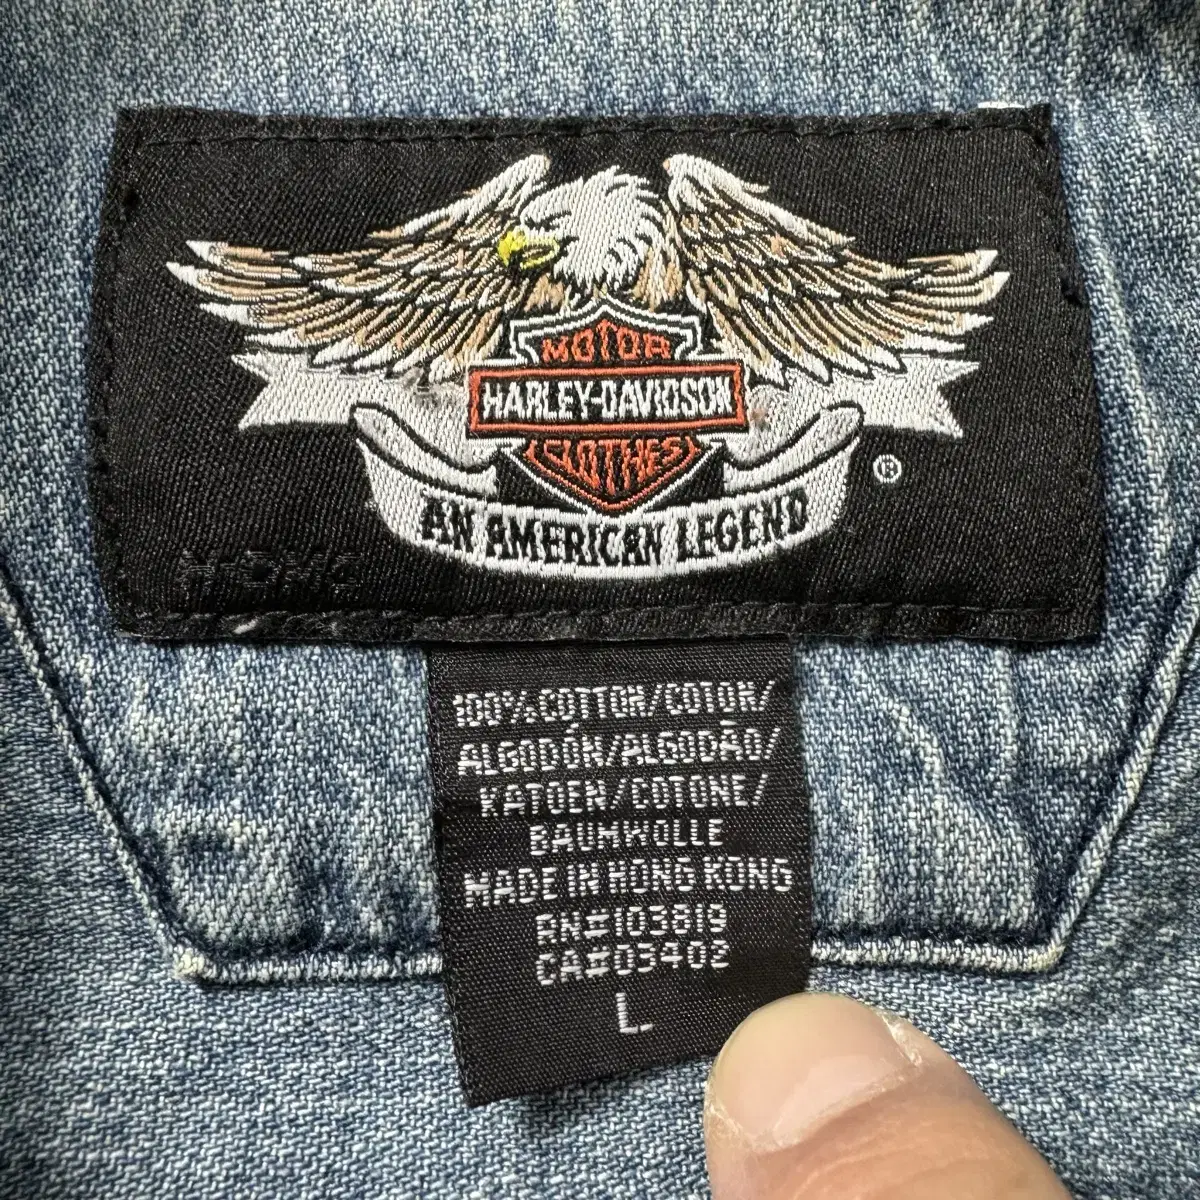 MOTOR
HARLEY-DAVIDSON
CLOTHES
®
AN AMERICAN LEGEND
H-DMC
100% COTTON/COTON/
ALGODÓN/ALGODÃO/
KATOEN/COTONE/
BAUMWOLLE
MADE IN HONG KONG
RN#103819
CA#03402
L